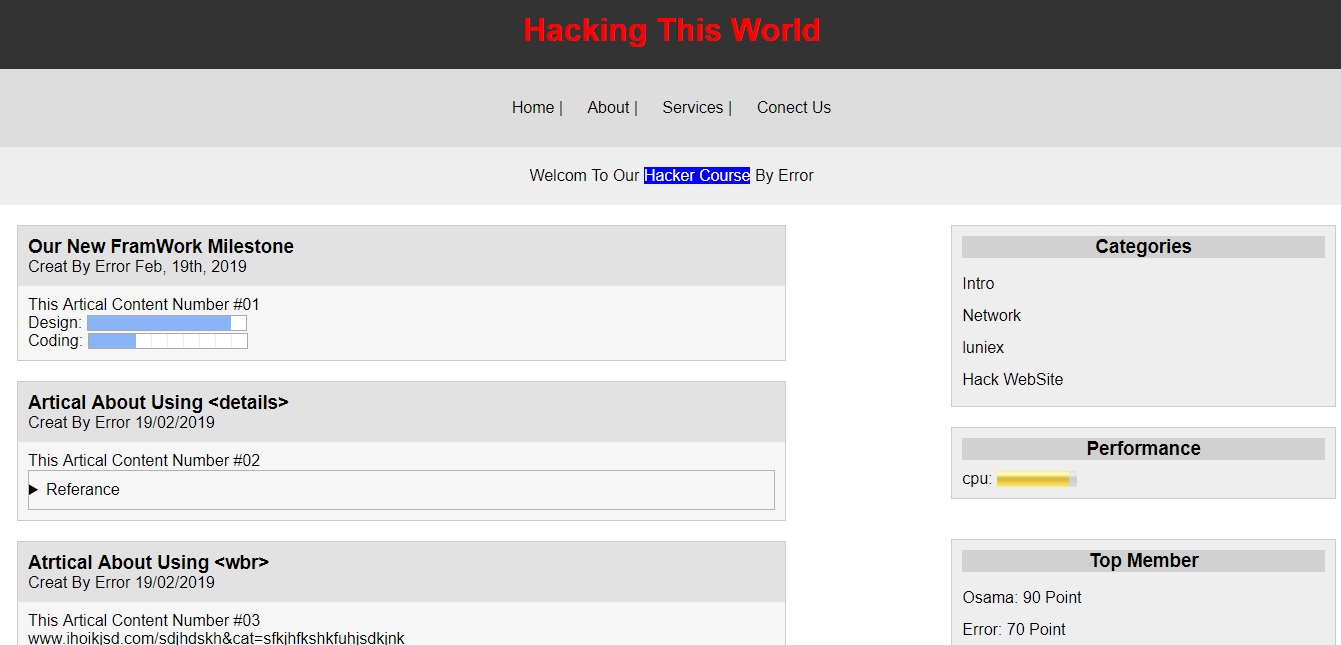 Hacking This World
Home | About | Services | Conect Us
Welcom To Our Hacker Course By Error
Our New FramWork Milestone
Creat By Error Feb, 19th, 2019
This Artical Content Number #01
Design:
Coding:
Artical About Using <details>
Creat By Error 19/02/2019
This Artical Content Number #02
Referance
Atrtical About Using <wbr>
Creat By Error 19/02/2019
This Artical Content Number #03
www.ihoikjsd.com/sdjhdskh&cat=sfkjhfkshkfuhjsdkjnk
Categories
Intro
Network
luniex
Hack WebSite
Performance
cpu:
Top Member
Osama: 90 Point
Error: 70 Point